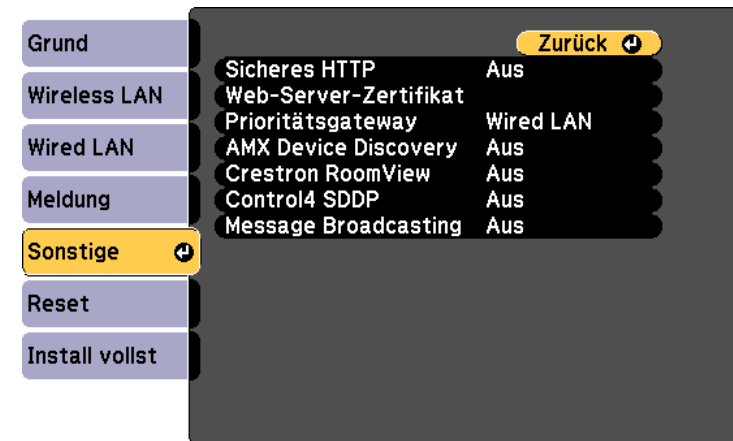 Grund
Wireless LAN
Wired LAN
Meldung
Sonstige
Reset
Install vollst
Zurück
Sicheres HTTP Aus
Web-Server-Zertifikat
Prioritätsgateway Wired LAN
AMX Device Discovery Aus
Crestron RoomView Aus
Control4 SDDP Aus
Message Broadcasting Aus